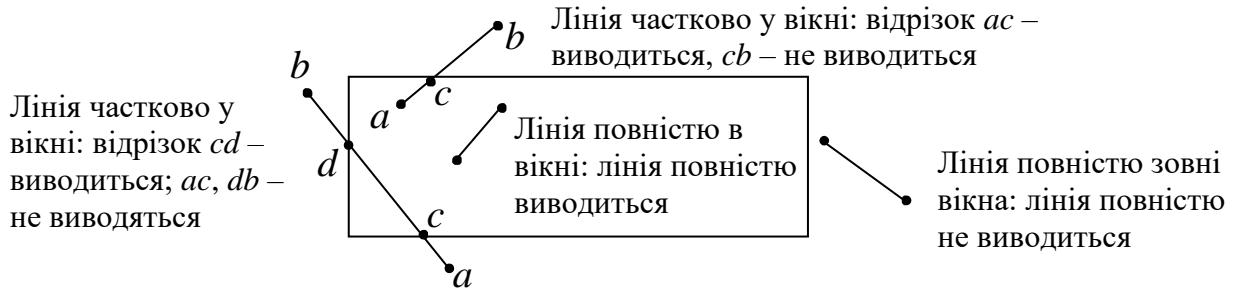 Лінія частково у вікні: відрізок ac –
виводиться, cb – не виводиться
b
b
a
c
Лінія частково у
вікні: відрізок cd –
виводиться; ac, db –
не виводяться
d
c
a
Лінія повністю в
вікні: лінія повністю
виводиться
Лінія повністю зовні
вікна: лінія повністю
не виводиться